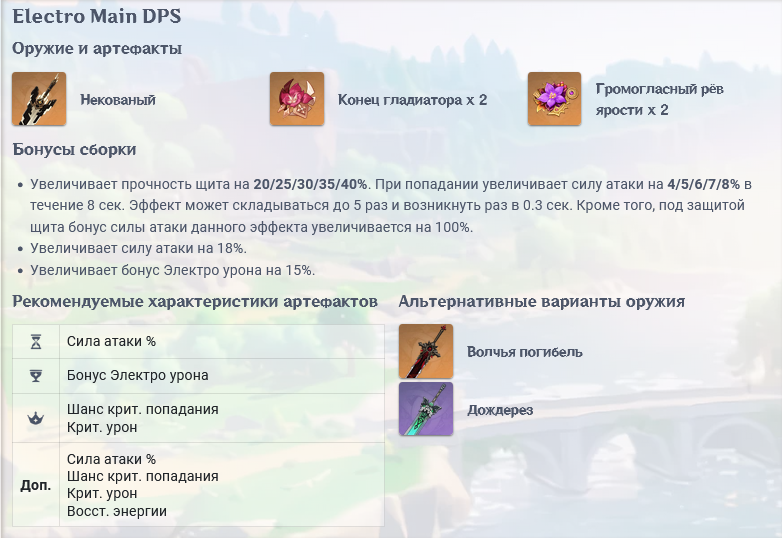 Electro Main DPS
Оружие и артефакты
Некованый
Конец гладиатора x 2
Громогласный рёв
ярости x 2
Бонусы сборки
Увеличивает прочность щита на 20/25/30/35/40%. При попадании увеличивает силу атаки на 4/5/6/7/8% в
течение 8 сек. Эффект может складываться до 5 раз и возникнуть раз в 0.3 сек. Кроме того, под защитой
щита бонус силы атаки данного эффекта увеличивается на 100%.
Увеличивает силу атаки на 18%.
Увеличивает бонус Электро урона на 15%.
Рекомендуемые характеристики артефактов
Сила атаки %
Бонус Электро урона
Шанс крит. попадания
Крит. урон
Доп.
Сила атаки %
Шанс крит. попадания
Крит. урон
Восст. энергии
Альтернативные варианты оружия
Волчья погибель
Дождерез